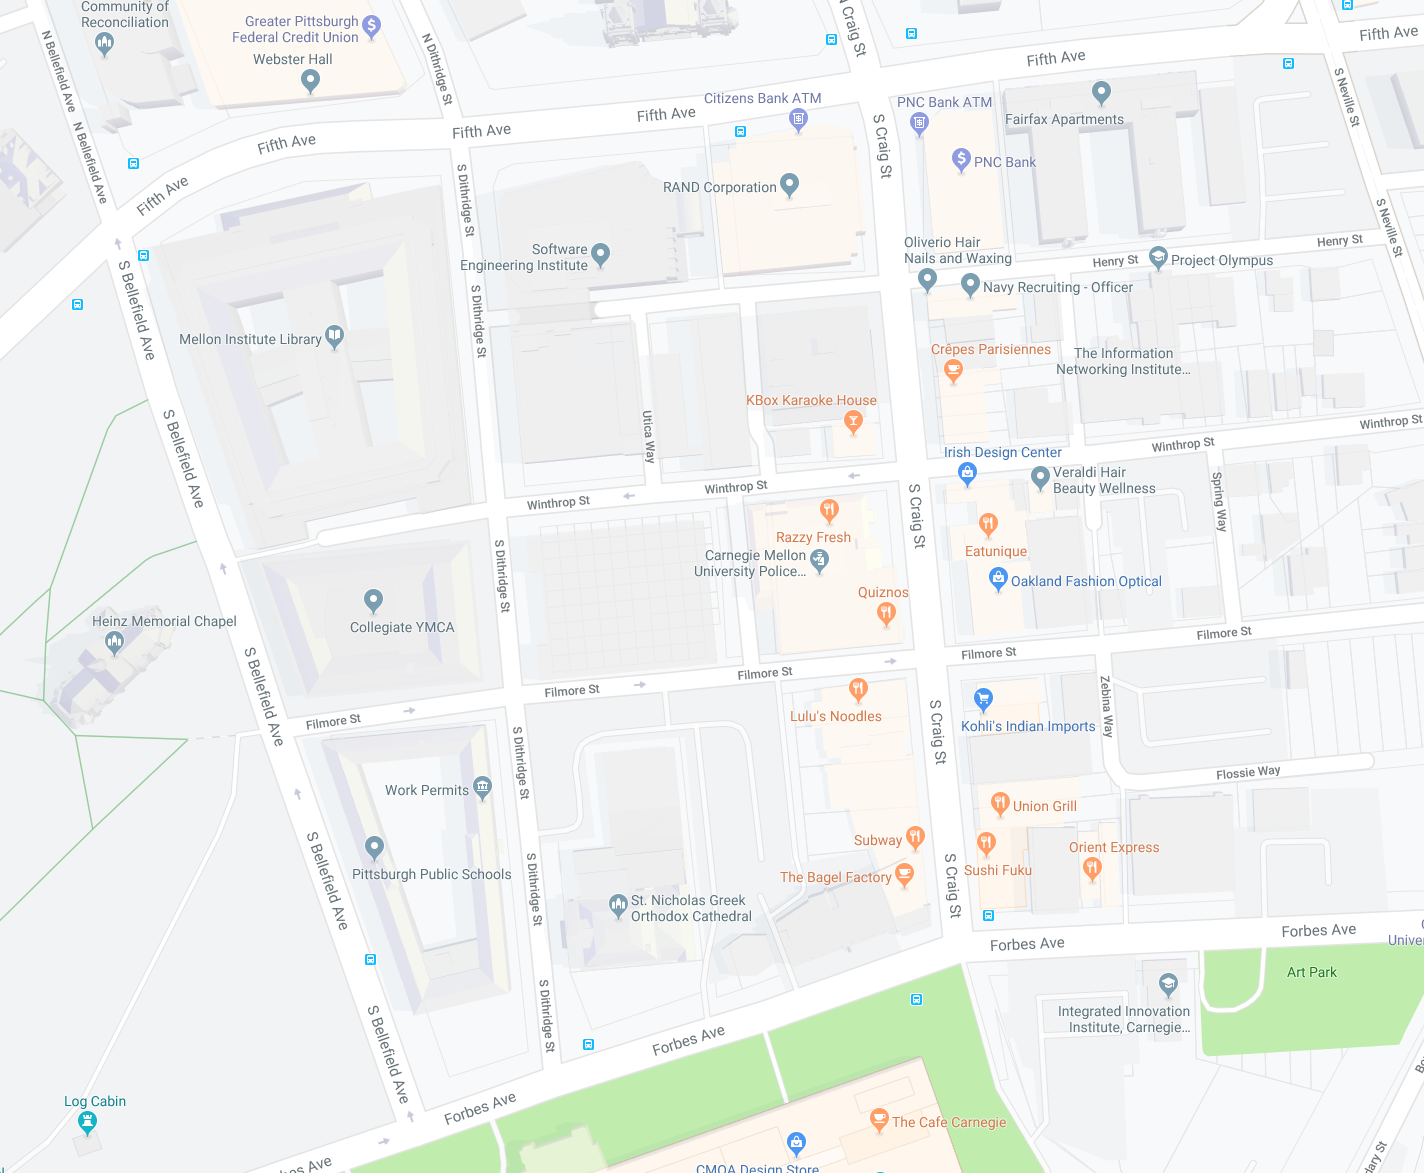 Community of
Reconciliation
Greater Pittsburgh
Federal Credit Union
Webster Hall
N Bellefield Ave
N Bellefield Ave
N Dithridge St
N Craig St
Fifth Ave
Fifth Ave
Fifth Ave
Fifth Ave
Fifth Ave
Fifth Ave
Citizens Bank ATM
PNC Bank ATM
PNC Bank
Fairfax Apartments
S Neville St
S Neville St
S Craig St
RAND Corporation
S Dithridge St
Software
Engineering Institute
Oliverio Hair
Nails and Waxing
Henry St
Henry St
Project Olympus
Navy Recruiting - Officer
S Bellefield Ave
S Dithridge St
Mellon Institute Library
Crêpes Parisiennes
The Information
Networking Institute...
KBox Karaoke House
Utica Way
S Bellefield Ave
Winthrop St
Winthrop St
Winthrop St
Winthrop St
Irish Design Center
Veraldi Hair
Beauty Wellness
Spring Way
S Craig St
Razzy Fresh
Carnegie Mellon
University Police...
Eatunique
Oakland Fashion Optical
Quiznos
S Dithridge St
Collegiate YMCA
Heinz Memorial Chapel
S Bellefield Ave
Filmore St
Filmore St
Filmore St
Filmore St
Filmore St
Lulu's Noodles
S Craig St
Kohli's Indian Imports
Zebina Way
Flossie Way
S Dithridge St
Work Permits
Pittsburgh Public Schools
S Bellefield Ave
Union Grill
Subway
Sushi Fuku
Orient Express
The Bagel Factory
S Craig St
S Dithridge St
St. Nicholas Greek
Orthodox Cathedral
Forbes Ave
Forbes Ave
Univer
Art Park
Integrated Innovation
Institute, Carnegie...
S Dithridge St
S Bellefield Ave
Forbes Ave
Forbes Ave
Log Cabin
The Cafe Carnegie
CMOA Design Store
bes Ave
dary St